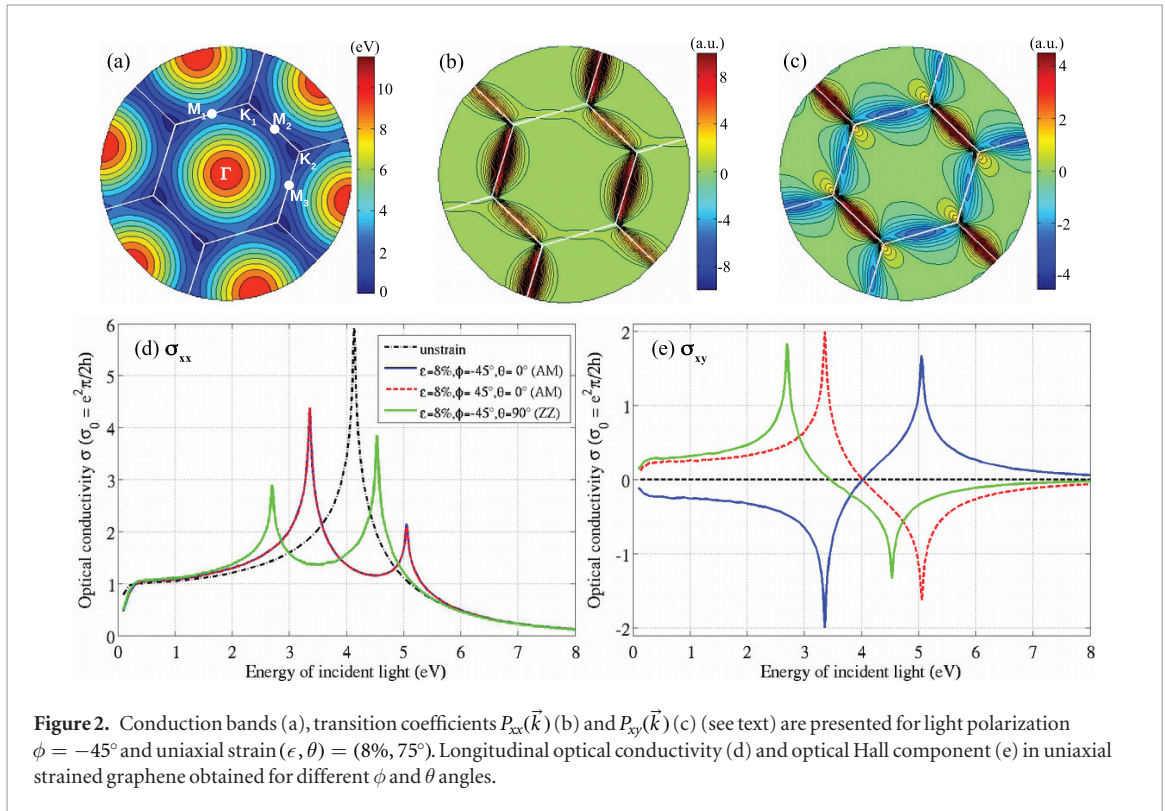 (a)
(eV)
10
8
6
4
2
0
M₁
K₁
M₂
K₂
Γ
M₃
(b)
(a.u.)
8
4
0
-4
-8
(c)
(a.u.)
4
2
0
-2
-4
(d) σxx
unstrain
ε=8%,ϕ=-45°,θ= 0° (AM)
ε=8%,ϕ= 45°,θ= 0° (AM)
ε=8%,ϕ=-45°,θ=90° (ZZ)
Optical conductivity σ (σ₀ = e²π/2h)
6
5
4
3
2
1
0
0 1 2 3 4 5 6 7 8
Energy of incident light (eV)
(e) σxy
Optical conductivity σ (σ₀ = e²π/2h)
2
1
0
-1
-2
0 1 2 3 4 5 6 7 8
Energy of incident light (eV)
Figure 2. Conduction bands (a), transition coefficients Pxx(k⃗) (b) and Pxy(k⃗) (c) (see text) are presented for light polarization
ϕ = −45° and uniaxial strain (ϵ, θ) = (8%, 75°). Longitudinal optical conductivity (d) and optical Hall component (e) in uniaxial
strained graphene obtained for different ϕ and θ angles.